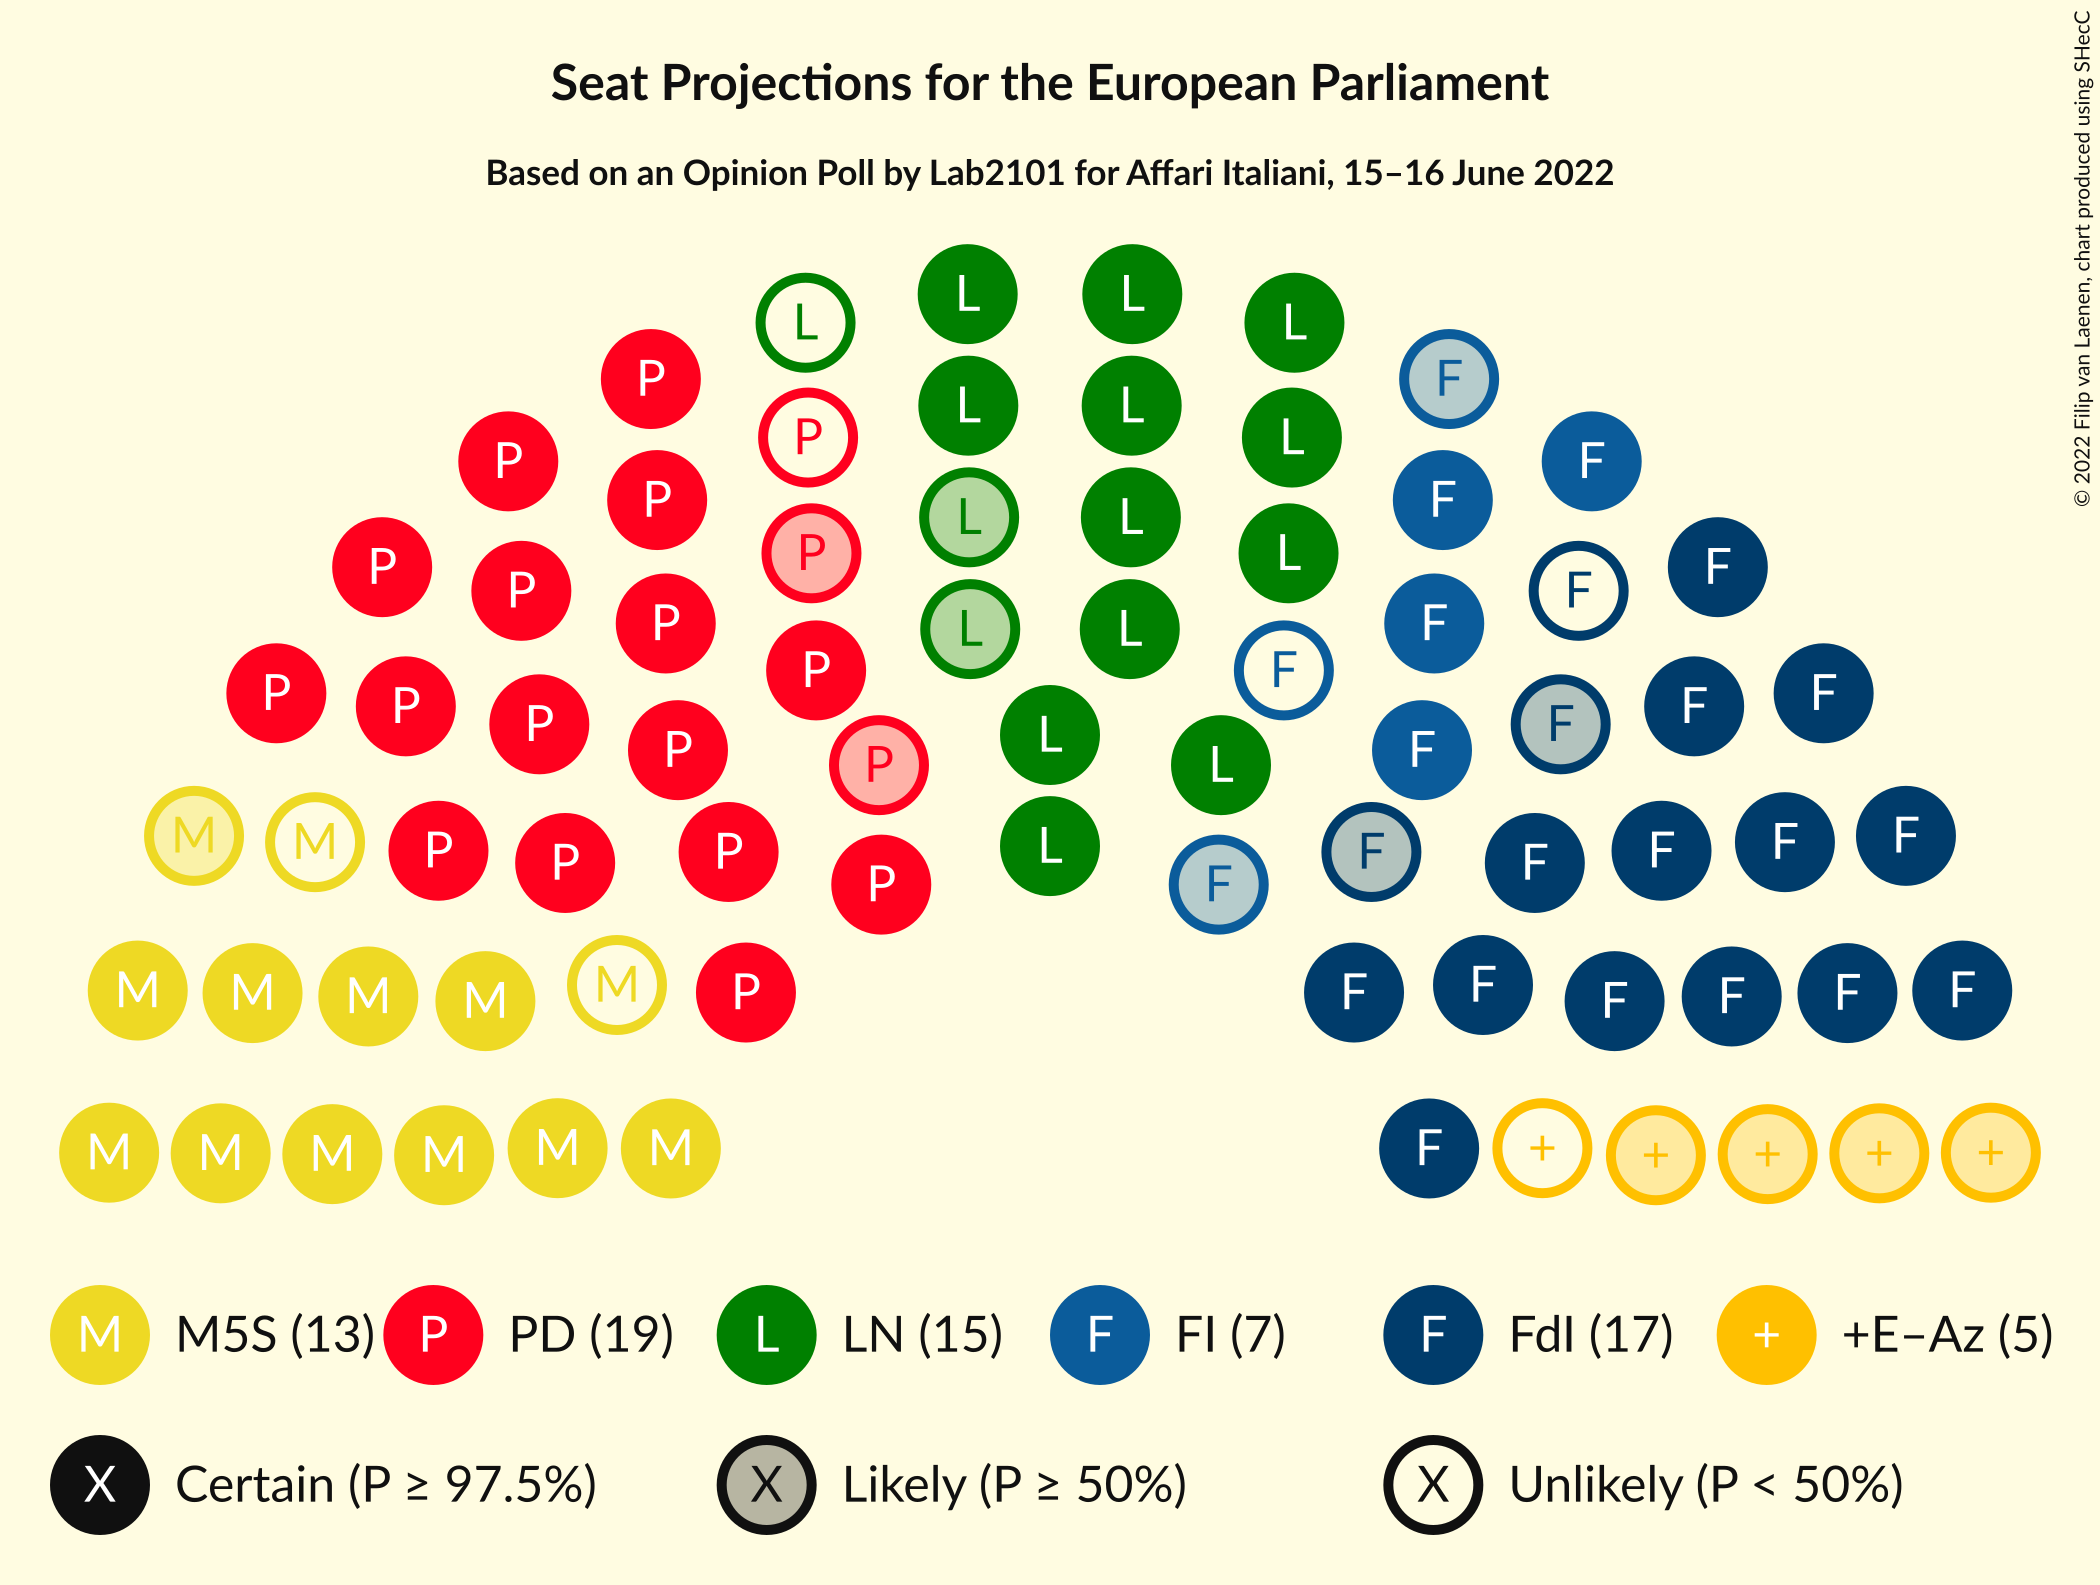 Seat Projections for the European Parliament
Based on an Opinion Poll by Lab2101 for Affari Italiani, 15–16 June 2022
© 2022 Filip van Laenen, chart produced using SHecC
L L L L
P F
P L L P L F
P P F F
P L L F F
P P P L
P F F
P L L P F
P P F F
P P P L F F
P P L
M M P P P L F F F F F F
P F
M M M M M P F F F F F F
M M M M M M F + + + + +
M M5S (13) P PD (19) L LN (15) F FI (7) F FdI (17) + +E–Az (5)
X Certain (P ≥ 97.5%) X Likely (P ≥ 50%) X Unlikely (P < 50%)